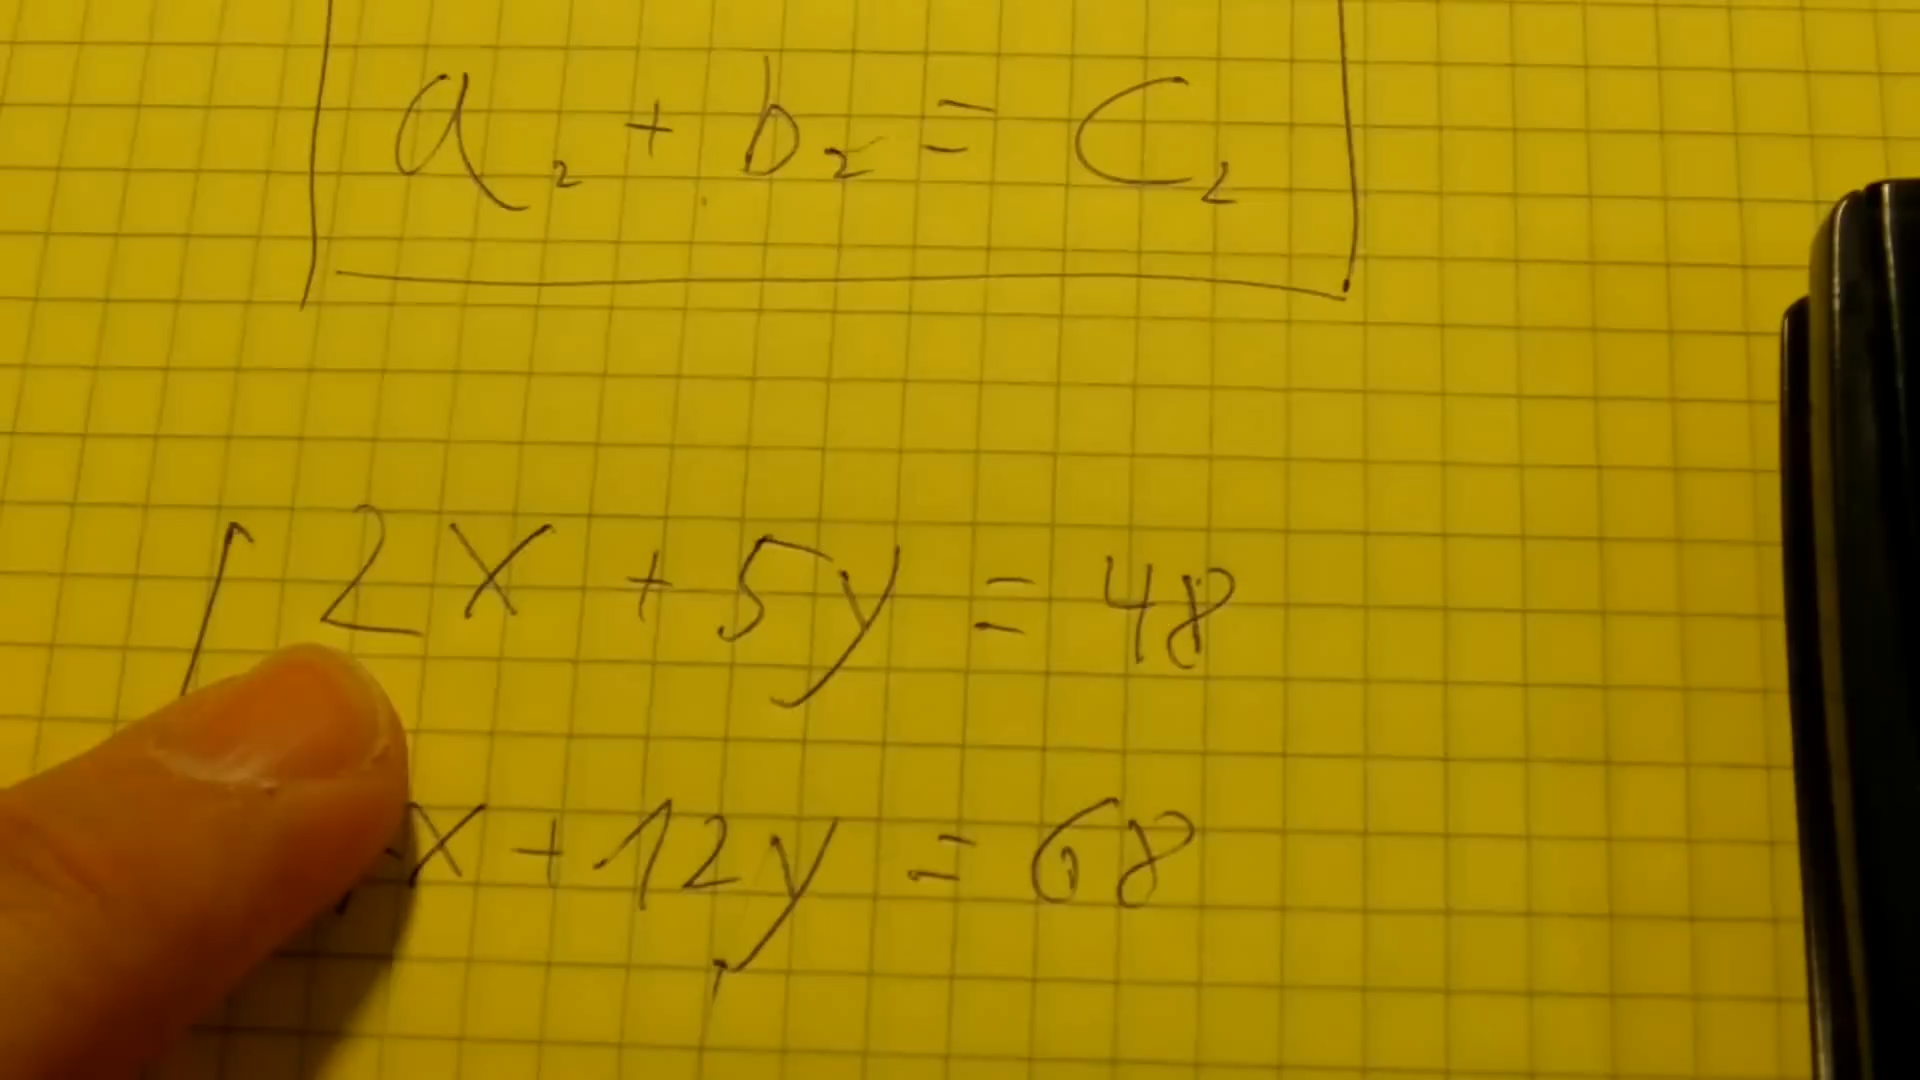 a₂ + b₂ = c₂
2x + 5y = 48
x + 12y = 68